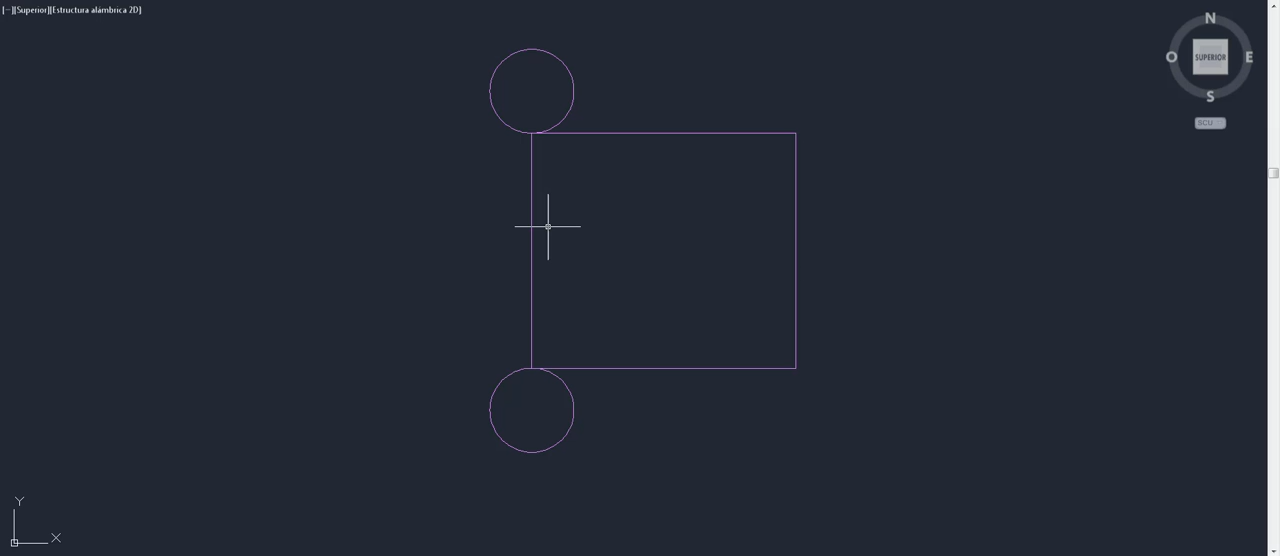 [−][Superior][Estructura alámbrica 2D]
N
O
SUPERIOR
E
S
SCU
Y
X